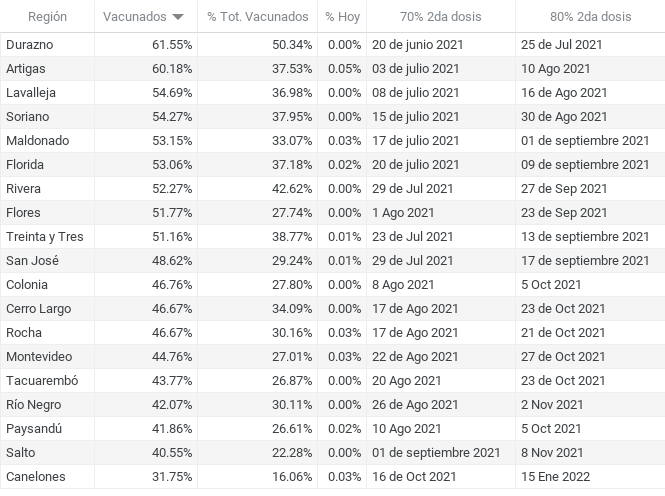 Región Vacunados % Tot. Vacunados % Hoy 70% 2da dosis 80% 2da dosis
Durazno 61.55% 50.34% 0.00% 20 de junio 2021 25 de Jul 2021
Artigas 60.18% 37.53% 0.05% 03 de julio 2021 10 Ago 2021
Lavalleja 54.69% 36.98% 0.00% 08 de julio 2021 16 de Ago 2021
Soriano 54.27% 37.95% 0.00% 15 de julio 2021 30 de Ago 2021
Maldonado 53.15% 33.07% 0.03% 17 de julio 2021 01 de septiembre 2021
Florida 53.06% 37.18% 0.02% 20 de julio 2021 09 de septiembre 2021
Rivera 52.27% 42.62% 0.00% 29 de Jul 2021 27 de Sep 2021
Flores 51.77% 27.74% 0.00% 1 Ago 2021 23 de Sep 2021
Treinta y Tres 51.16% 38.77% 0.01% 23 de Jul 2021 13 de septiembre 2021
San José 48.62% 29.24% 0.01% 29 de Jul 2021 17 de septiembre 2021
Colonia 46.76% 27.80% 0.00% 8 Ago 2021 5 Oct 2021
Cerro Largo 46.67% 34.09% 0.00% 17 de Ago 2021 23 de Oct 2021
Rocha 46.67% 30.16% 0.03% 17 de Ago 2021 21 de Oct 2021
Montevideo 44.76% 27.01% 0.03% 22 de Ago 2021 27 de Oct 2021
Tacuarembó 43.77% 26.87% 0.00% 20 Ago 2021 23 de Oct 2021
Río Negro 42.07% 30.11% 0.00% 26 de Ago 2021 2 Nov 2021
Paysandú 41.86% 26.61% 0.02% 10 Ago 2021 5 Oct 2021
Salto 40.55% 22.28% 0.00% 01 de septiembre 2021 8 Nov 2021
Canelones 31.75% 16.06% 0.03% 16 de Oct 2021 15 Ene 2022